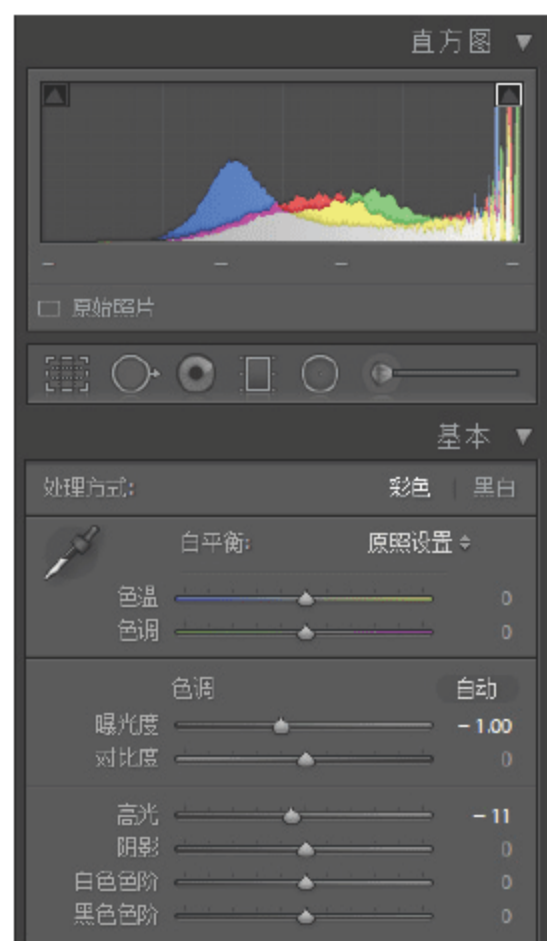 直方图
原始照片
基本
处理方式: 彩色 黑白
白平衡: 原照设置
色温 0
色调 0
色调 自动
曝光度 -1.00
对比度 0
高光 -11
阴影 0
白色色阶 0
黑色色阶 0